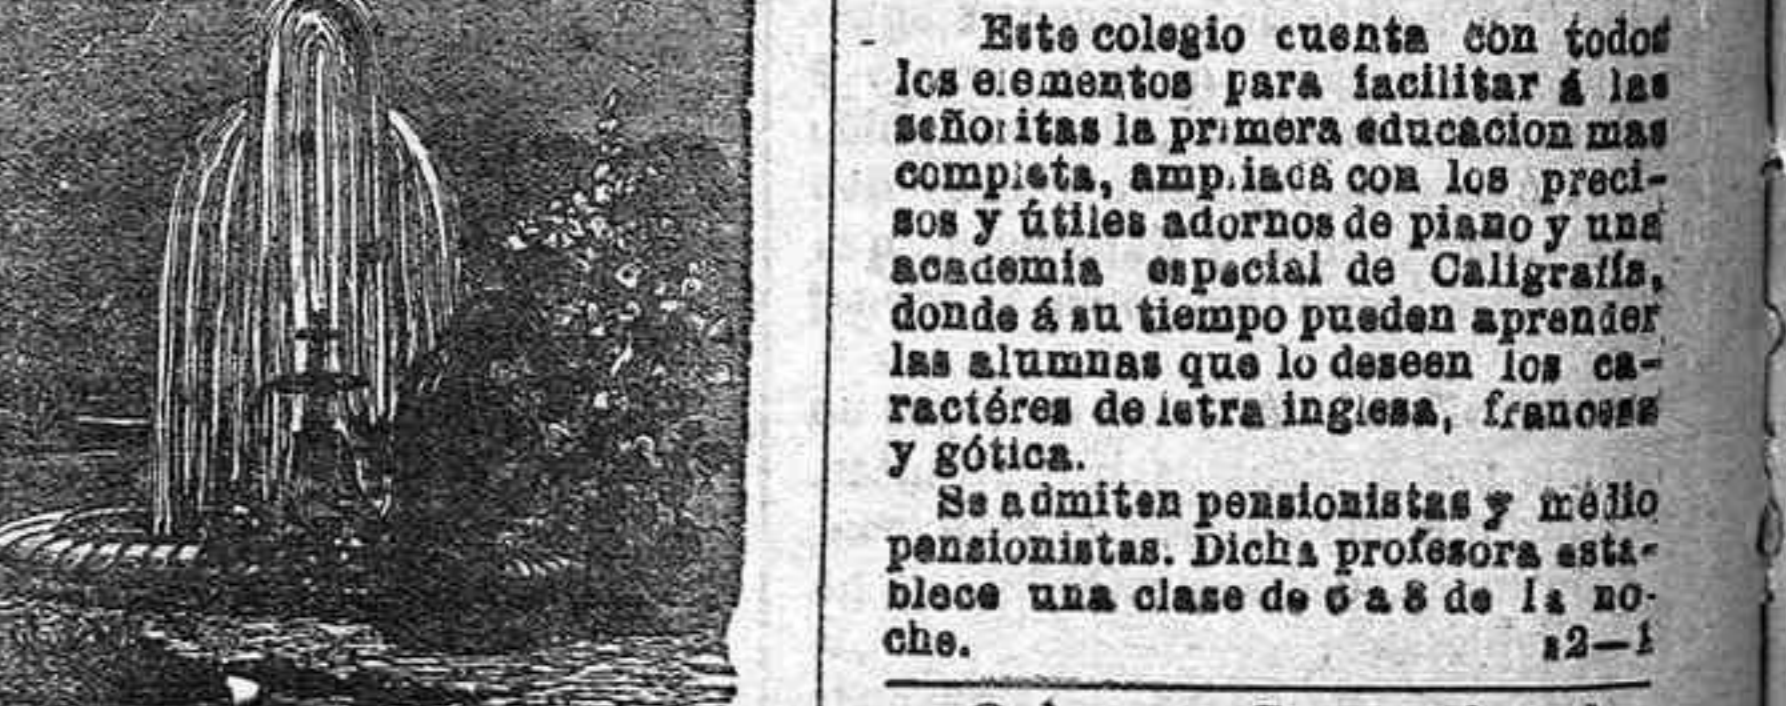 Este colegio cuenta con todos
los elementos para facilitar á las
señoritas la primera educacion mas
completa, ampliada con los preci-
sos y útiles adornos de piano y una
academia especial de Caligrafía,
donde á su tiempo pueden aprender
las alumnas que lo deseen los ca-
ractéres de letra inglesa, francesa
y gótica.
Se admiten pensionistas y medio
pensionistas. Dicha profesora esta-
blece una clase de 6 a 8 de la no-
che. a2—1